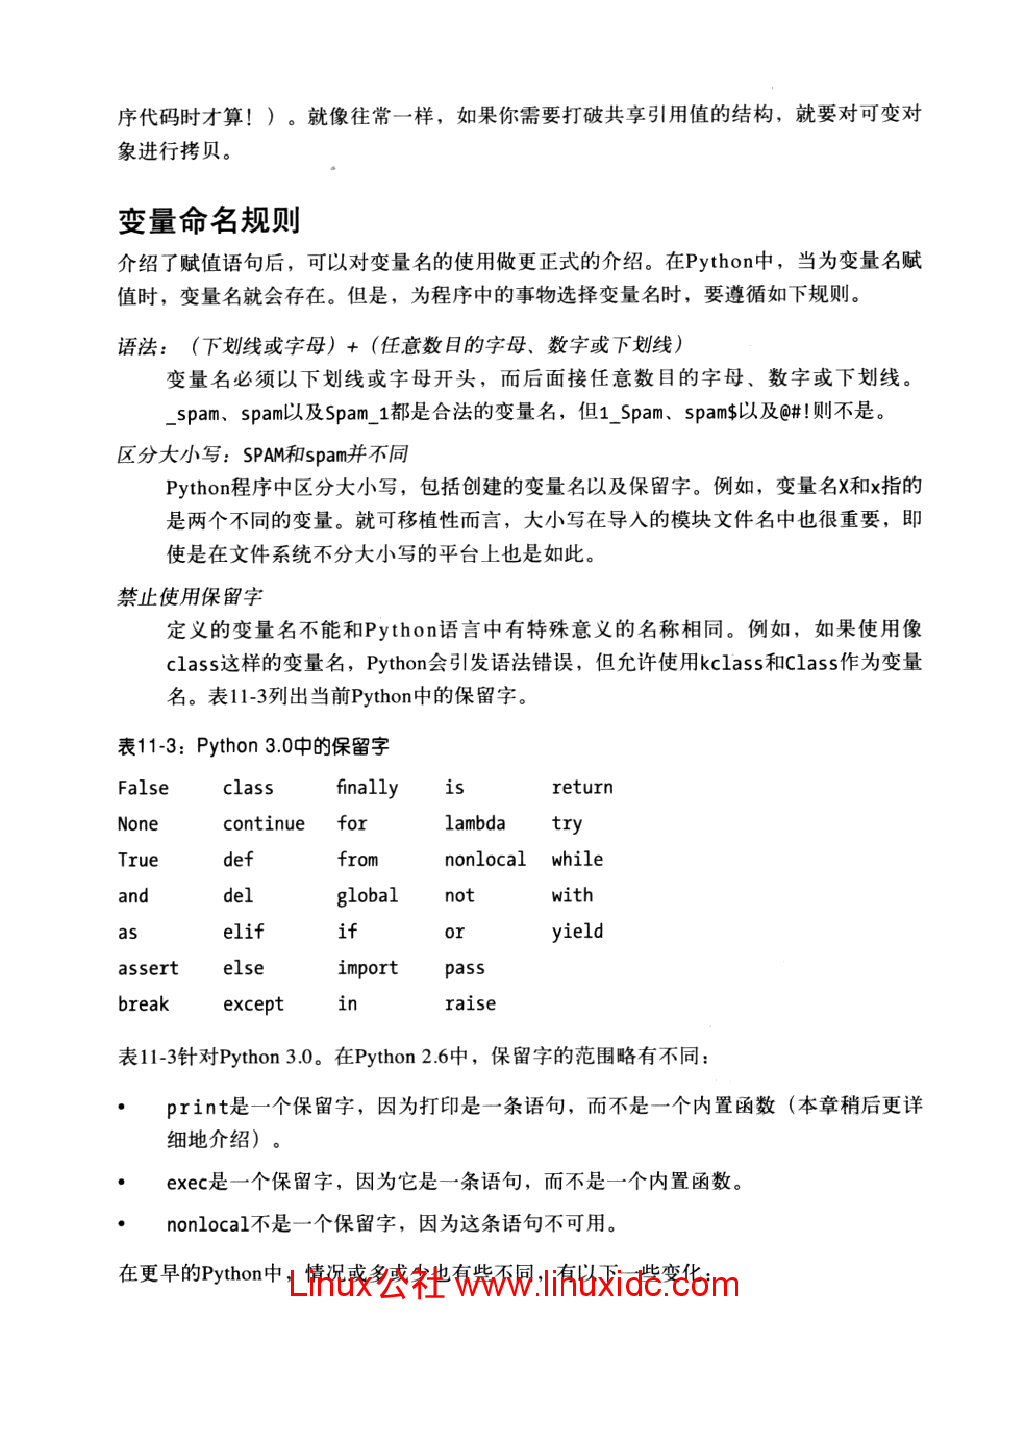 序代码时才算！）。就像往常一样，如果你需要打破共享引用值的结构，就要对可变对
象进行拷贝。
变量命名规则
介绍了赋值语句后，可以对变量名的使用做更正式的介绍。在Python中，当为变量名赋
值时，变量名就会存在。但是，为程序中的事物选择变量名时，要遵循如下规则。
语法：（下划线或字母）+（任意数目的字母、数字或下划线）
变量名必须以下划线或字母开头，而后面接任意数目的字母、数字或下划线。
_spam、spam以及Spam_1都是合法的变量名，但1_Spam、spam$以及@#!则不是。
区分大小写：SPAM和spam并不同
Python程序中区分大小写，包括创建的变量名以及保留字。例如，变量名X和x指的
是两个不同的变量。就可移植性而言，大小写在导入的模块文件名中也很重要，即
使是在文件系统不分大小写的平台上也是如此。
禁止使用保留字
定义的变量名不能和Python语言中有特殊意义的名称相同。例如，如果使用像
class这样的变量名，Python会引发语法错误，但允许使用kclass和Class作为变量
名。表11-3列出当前Python中的保留字。
表11-3：Python 3.0中的保留字
False class finally is return
None continue for lambda try
True def from nonlocal while
and del global not with
as elif if or yield
assert else import pass
break except in raise
表11-3针对Python 3.0。在Python 2.6中，保留字的范围略有不同：
• print是一个保留字，因为打印是一条语句，而不是一个内置函数（本章稍后更详
细地介绍）。
• exec是一个保留字，因为它是一条语句，而不是一个内置函数。
• nonlocal不是一个保留字，因为这条语句不可用。
在更早的Python中，情况或多或少也有些不同，有以下一些变化：
Linux公社 www.linuxidc.com